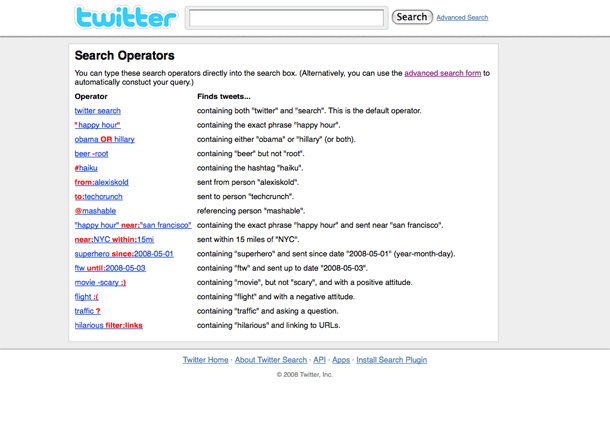 twitter
Search
Advanced Search
Search Operators
You can type these search operators directly into the search box. (Alternatively, you can use the advanced search form to
automatically constuct your query.)
Operator Finds tweets...
twitter search containing both "twitter" and "search". This is the default operator.
"happy hour" containing the exact phrase "happy hour".
obama OR hillary containing either "obama" or "hillary" (or both).
beer -root containing "beer" but not "root".
#haiku containing the hashtag "haiku".
from:alexiskold sent from person "alexiskold".
to:techcrunch sent to person "techcrunch".
@mashable referencing person "mashable".
"happy hour" near:"san francisco" containing the exact phrase "happy hour" and sent near "san francisco".
near:NYC within:15mi sent within 15 miles of "NYC".
superhero since:2008-05-01 containing "superhero" and sent since date "2008-05-01" (year-month-day).
ftw until:2008-05-03 containing "ftw" and sent up to date "2008-05-03".
movie -scary :) containing "movie", but not "scary", and with a positive attitude.
flight :( containing "flight" and with a negative attitude.
traffic ? containing "traffic" and asking a question.
hilarious filter:links containing "hilarious" and linking to URLs.
Twitter Home · About Twitter Search · API · Apps · Install Search Plugin
© 2008 Twitter, Inc.